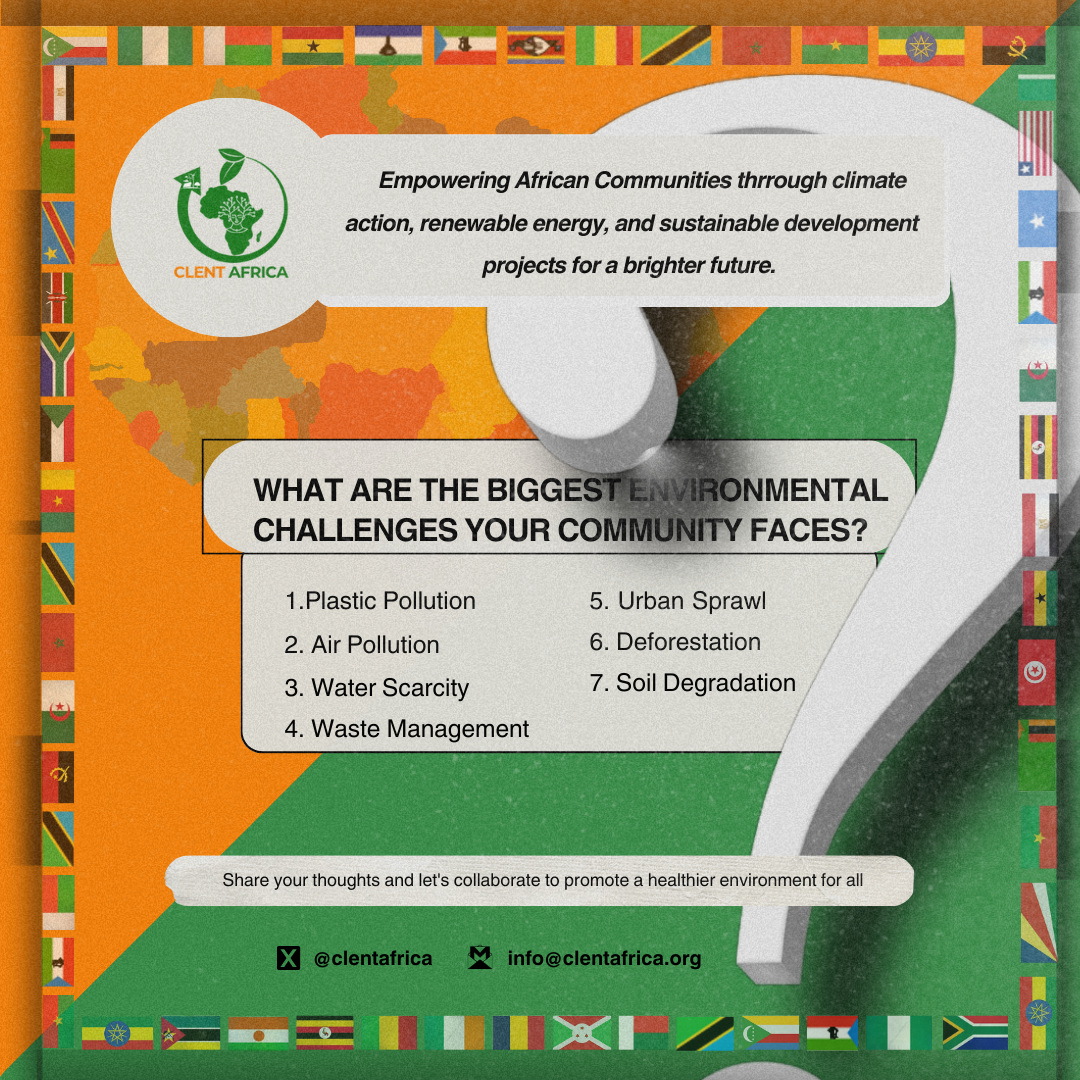 CLENT AFRICA
Empowering African Communities thrrough climate
action, renewable energy, and sustainable development
projects for a brighter future.
WHAT ARE THE BIGGEST ENVIRONMENTAL
CHALLENGES YOUR COMMUNITY FACES?
1.Plastic Pollution
2. Air Pollution
3. Water Scarcity
4. Waste Management
5. Urban Sprawl
6. Deforestation
7. Soil Degradation
Share your thoughts and let's collaborate to promote a healthier environment for all
@clentafrica info@clentafrica.org